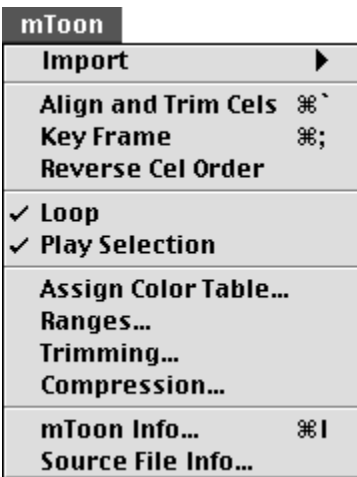 mToon
Import
Align and Trim Cels ⌘`
Key Frame ⌘;
Reverse Cel Order
Loop
Play Selection
Assign Color Table...
Ranges...
Trimming...
Compression...
mToon Info... ⌘I
Source File Info...